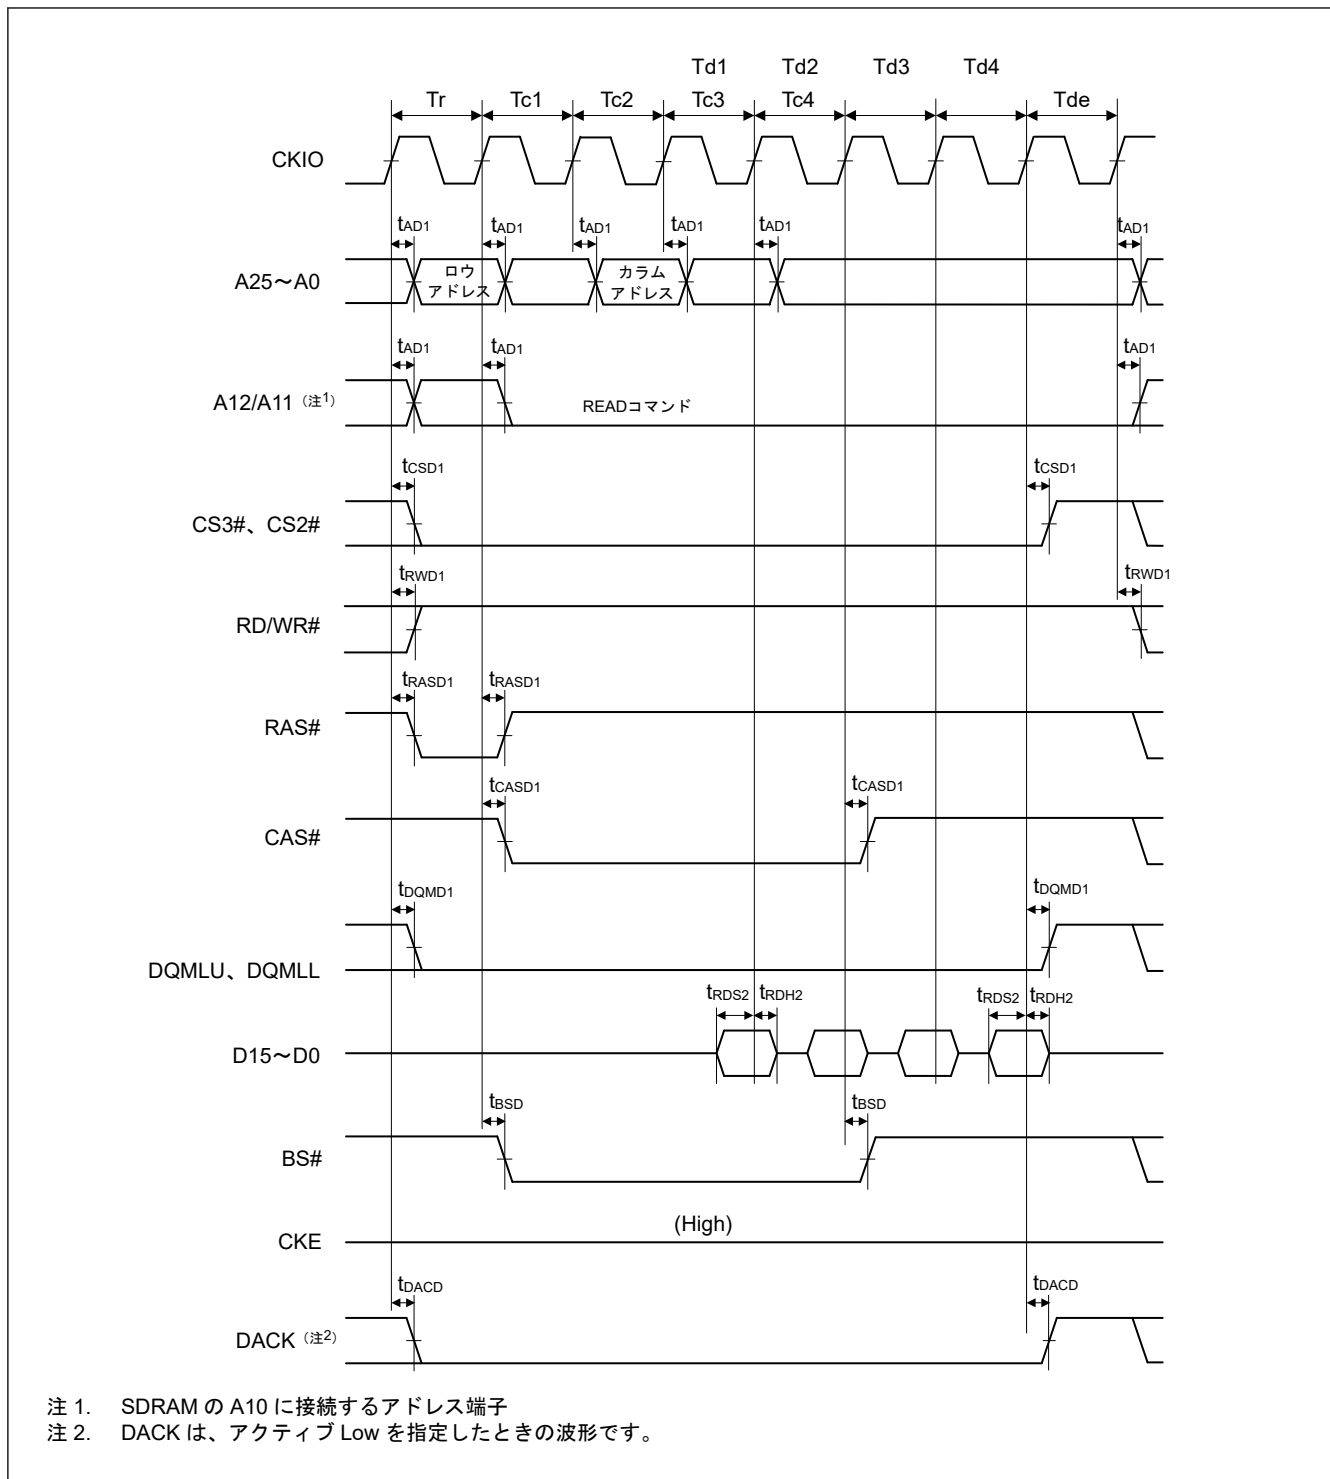 Td1 Td2 Td3 Td4
Tr Tc1 Tc2 Tc3 Tc4 Tde
CKIO
tAD1 tAD1 tAD1 tAD1 tAD1 tAD1
A25～A0
ロウ
アドレス
カラム
アドレス
tAD1 tAD1 tAD1
A12/A11（注1）
READコマンド
tCSD1 tCSD1
CS3#、CS2#
tRWD1 tRWD1
RD/WR#
tRASD1 tRASD1
RAS#
tCASD1 tCASD1
CAS#
tDQMD1 tDQMD1
DQMLU、DQMLL
tRDS2 tRDH2 tRDS2 tRDH2
D15～D0
tBSD tBSD
BS#
(High)
CKE
tDACD tDACD
DACK（注2）
注 1. SDRAM の A10 に接続するアドレス端子
注 2. DACK は、アクティブ Low を指定したときの波形です。